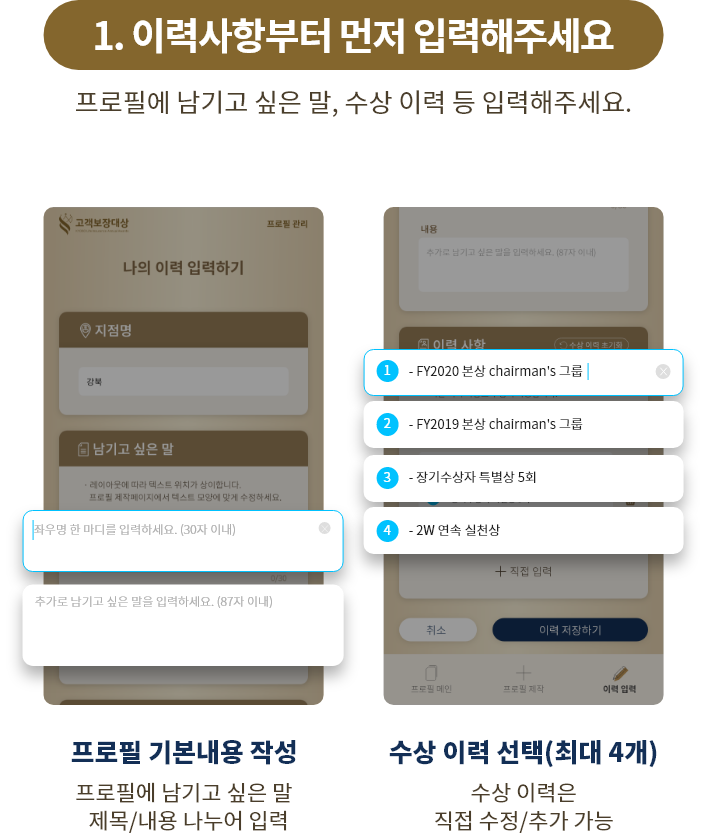 1. 이력사항부터 먼저 입력해주세요
프로필에 남기고 싶은 말, 수상 이력 등 입력해주세요.
고객보장대상
프로필 관리
나의 이력 입력하기
지점명
강북
남기고 싶은 말
· 레이아웃에 따라 텍스트 위치가 상이합니다.
프로필 제작페이지에서 텍스트 모양에 맞게 수정하세요.
좌우명 한 마디를 입력하세요. (30자 이내)
0/30
추가로 남기고 싶은 말을 입력하세요. (87자 이내)
내용
추가로 남기고 싶은 말을 입력하세요. (87자 이내)
이력 사항
수상 이력 초기화
1 - FY2020 본상 chairman's 그룹
2 - FY2019 본상 chairman's 그룹
3 - 장기수상자 특별상 5회
4 - 2W 연속 실천상
+ 직접 입력
취소
이력 저장하기
프로필 메인
프로필 제작
이력 입력
프로필 기본내용 작성
프로필에 남기고 싶은 말
제목/내용 나누어 입력
수상 이력 선택(최대 4개)
수상 이력은
직접 수정/추가 가능